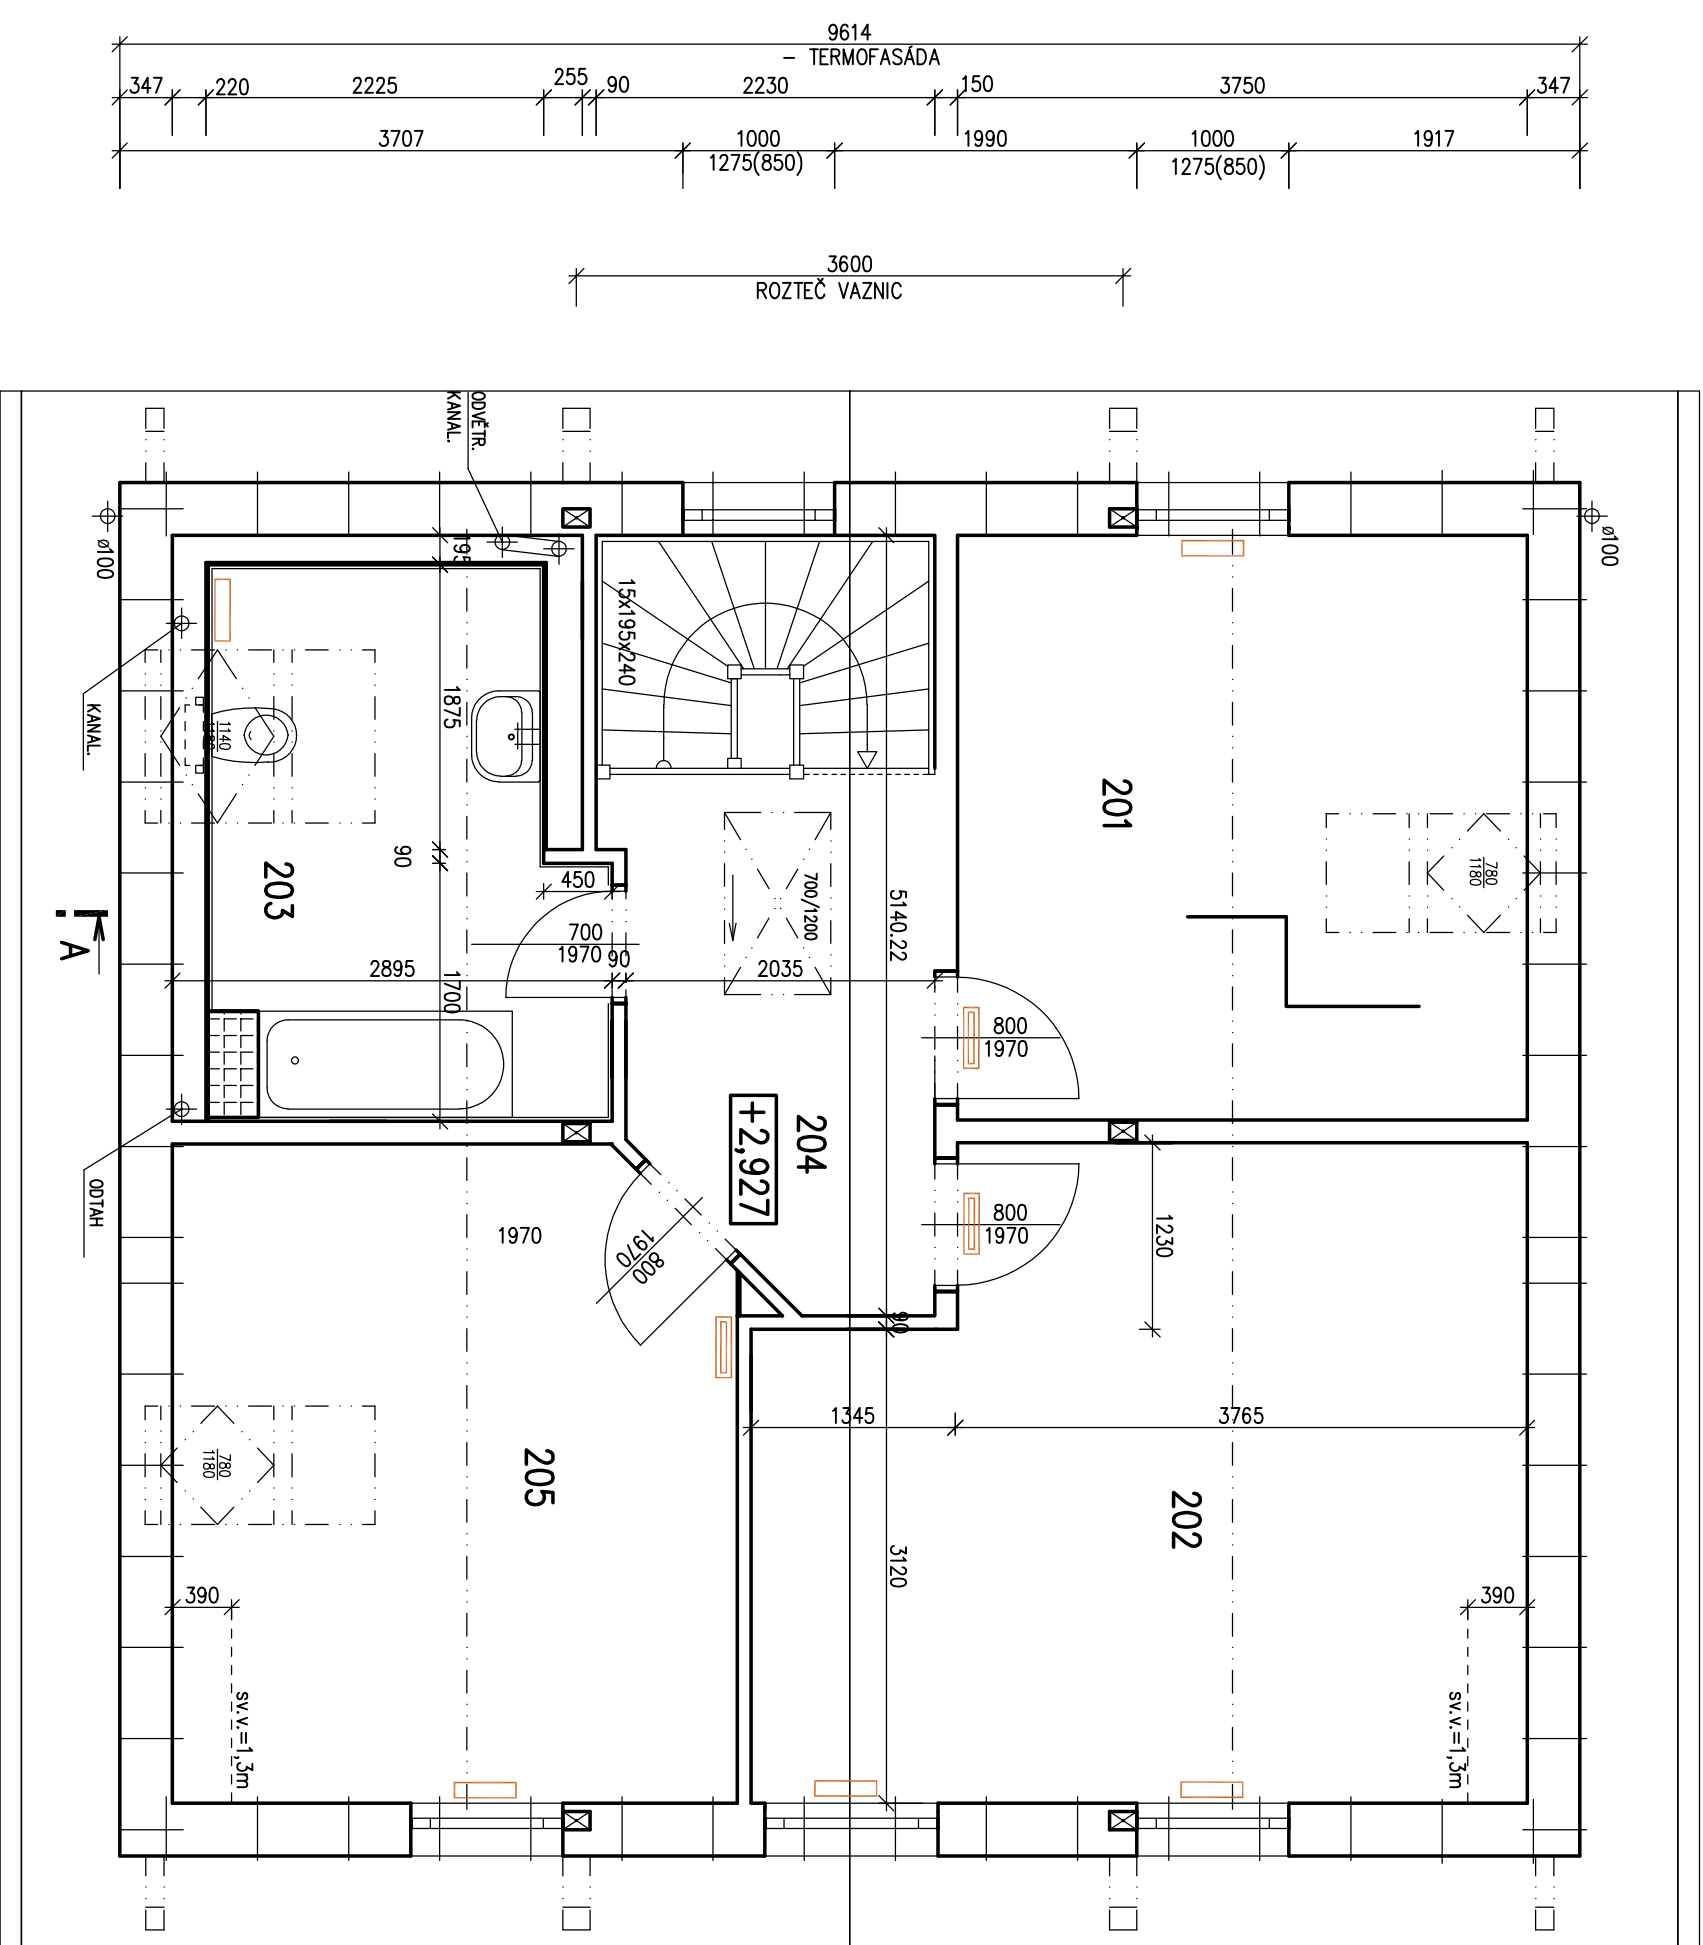 9614
– TERMOFASÁDA
347 220 2225 255 90 2230 150 3750 347
3707 1000 1990 1000 1917
1275(850) 1275(850)
3600
ROZTEČ VAZNIC
ODVĚTR.
KANAL.
ø100
ø100
195
15x195x240
1875
KANAL.
1140
1180
201
780
1180
90
203
450
700/1200
5140.22
700
1970
90
A
2895
2035
1700
800
1970
204
+2,927
ODTAH
800
1970
1230
1970
800
1970
90
1345
3765
205
780
1180
202
3120
390
390
sv.v.=1,3m
sv.v.=1,3m